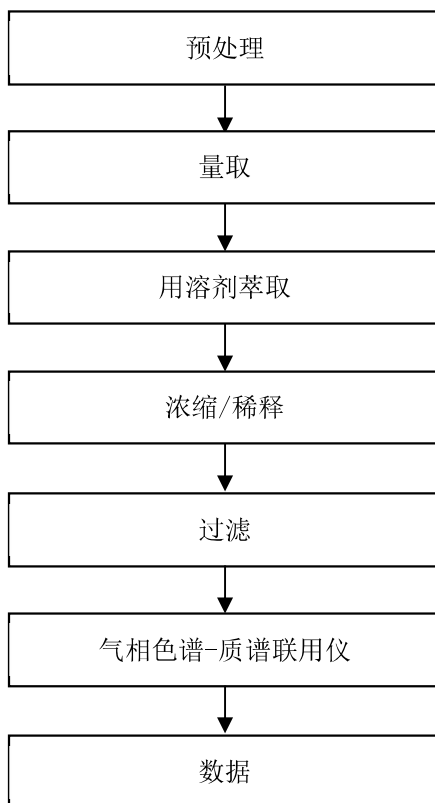 预处理
量取
用溶剂萃取
浓缩/稀释
过滤
气相色谱-质谱联用仪
数据